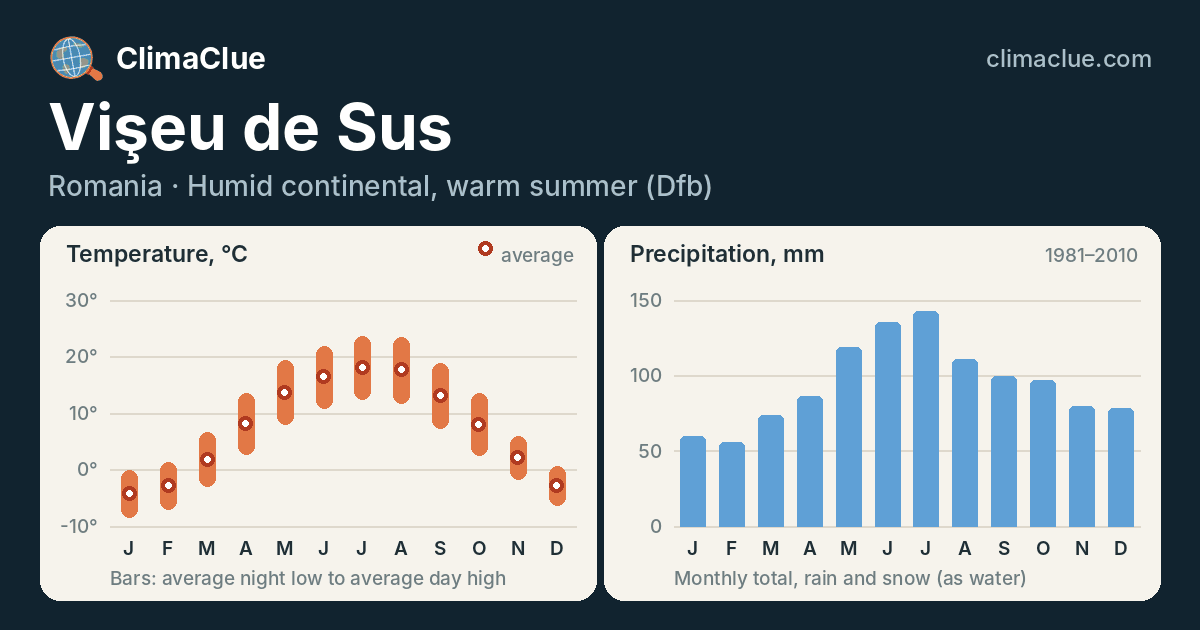 ClimaClue
climaclue.com
Vişeu de Sus
Romania · Humid continental, warm summer (Dfb)
Temperature, °C
average
30°
20°
10°
0°
-10°
J F M A M J J A S O N D
Bars: average night low to average day high
Precipitation, mm
1981–2010
150
100
50
0
J F M A M J J A S O N D
Monthly total, rain and snow (as water)